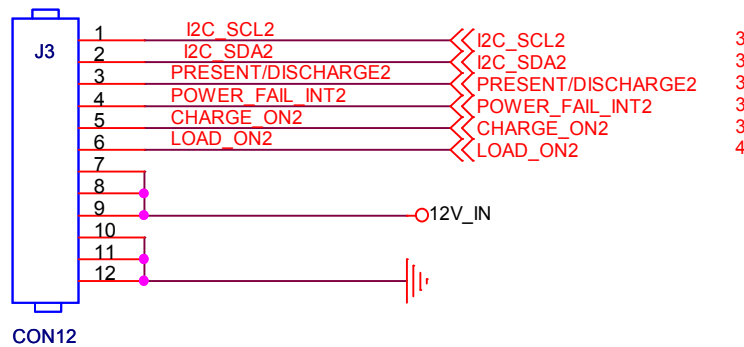 J3
1 I2C_SCL2 I2C_SCL2 3
2 I2C_SDA2 I2C_SDA2 3
3 PRESENT/DISCHARGE2 PRESENT/DISCHARGE2 3
4 POWER_FAIL_INT2 POWER_FAIL_INT2 3
5 CHARGE_ON2 CHARGE_ON2 3
6 LOAD_ON2 LOAD_ON2 4
7
8
9 12V_IN
10
11
12
CON12